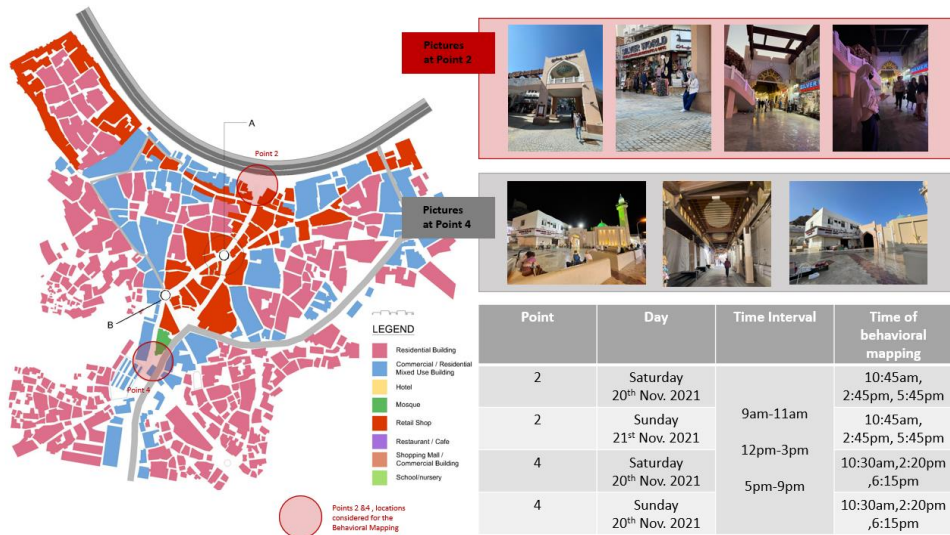 A
Point 2
B
Point 4
LEGEND
Residential Building
Commercial / Residential
Mixed Use Building
Hotel
Mosque
Retail Shop
Restaurant / Cafe
Shopping Mall /
Commercial Building
School/nursery
Points 2 &4 , locations
considered for the
Behavioral Mapping
Pictures
at Point 2
SILVER WORLD
Pictures
at Point 4
Point Day Time Interval Time of
behavioral
mapping
2 Saturday
20th Nov. 2021
10:45am,
2:45pm, 5:45pm
2 Sunday
21st Nov. 2021
10:45am,
2:45pm, 5:45pm
4 Saturday
20th Nov. 2021
10:30am,2:20pm
,6:15pm
4 Sunday
20th Nov. 2021
10:30am,2:20pm
,6:15pm
9am-11am
12pm-3pm
5pm-9pm